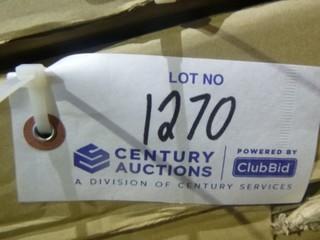 LOT NO
1270
CENTURY AUCTIONS
POWERED BY
ClubBid
A DIVISION OF CENTURY SERVICES